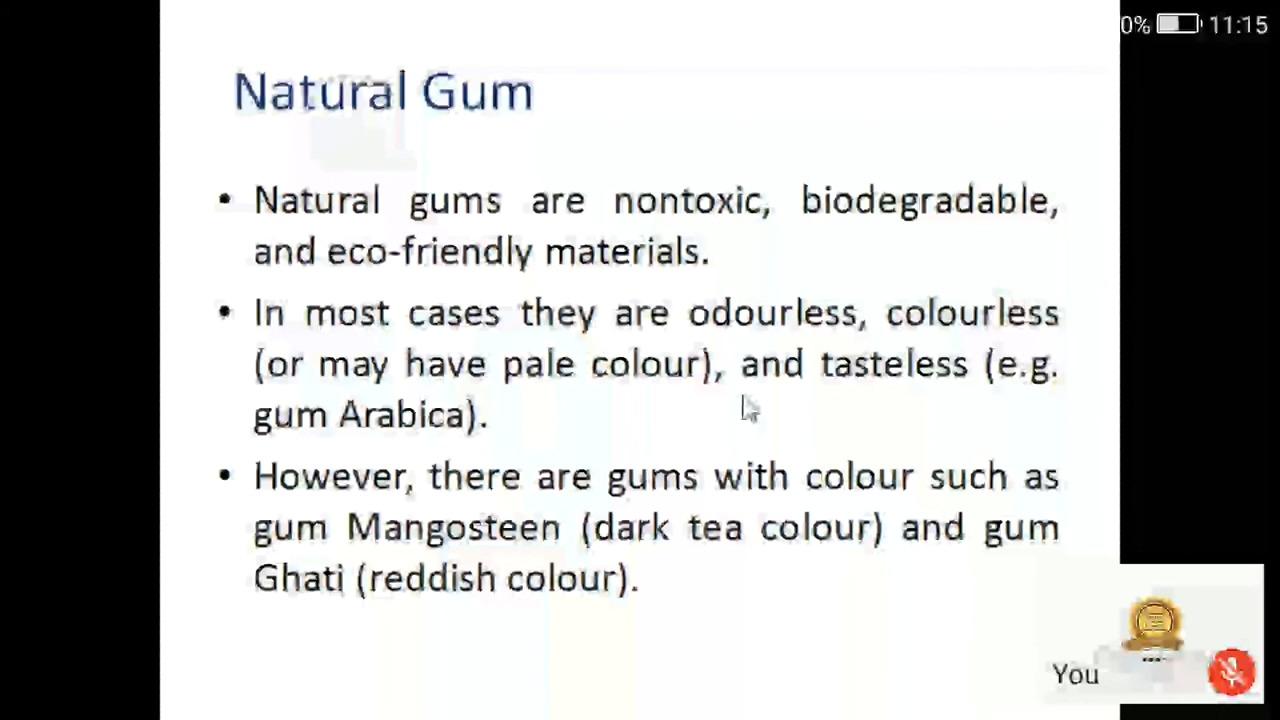 0% 11:15
Natural Gum
• Natural gums are nontoxic, biodegradable,
and eco-friendly materials.
• In most cases they are odourless, colourless
(or may have pale colour), and tasteless (e.g.
gum Arabica).
• However, there are gums with colour such as
gum Mangosteen (dark tea colour) and gum
Ghati (reddish colour).
You